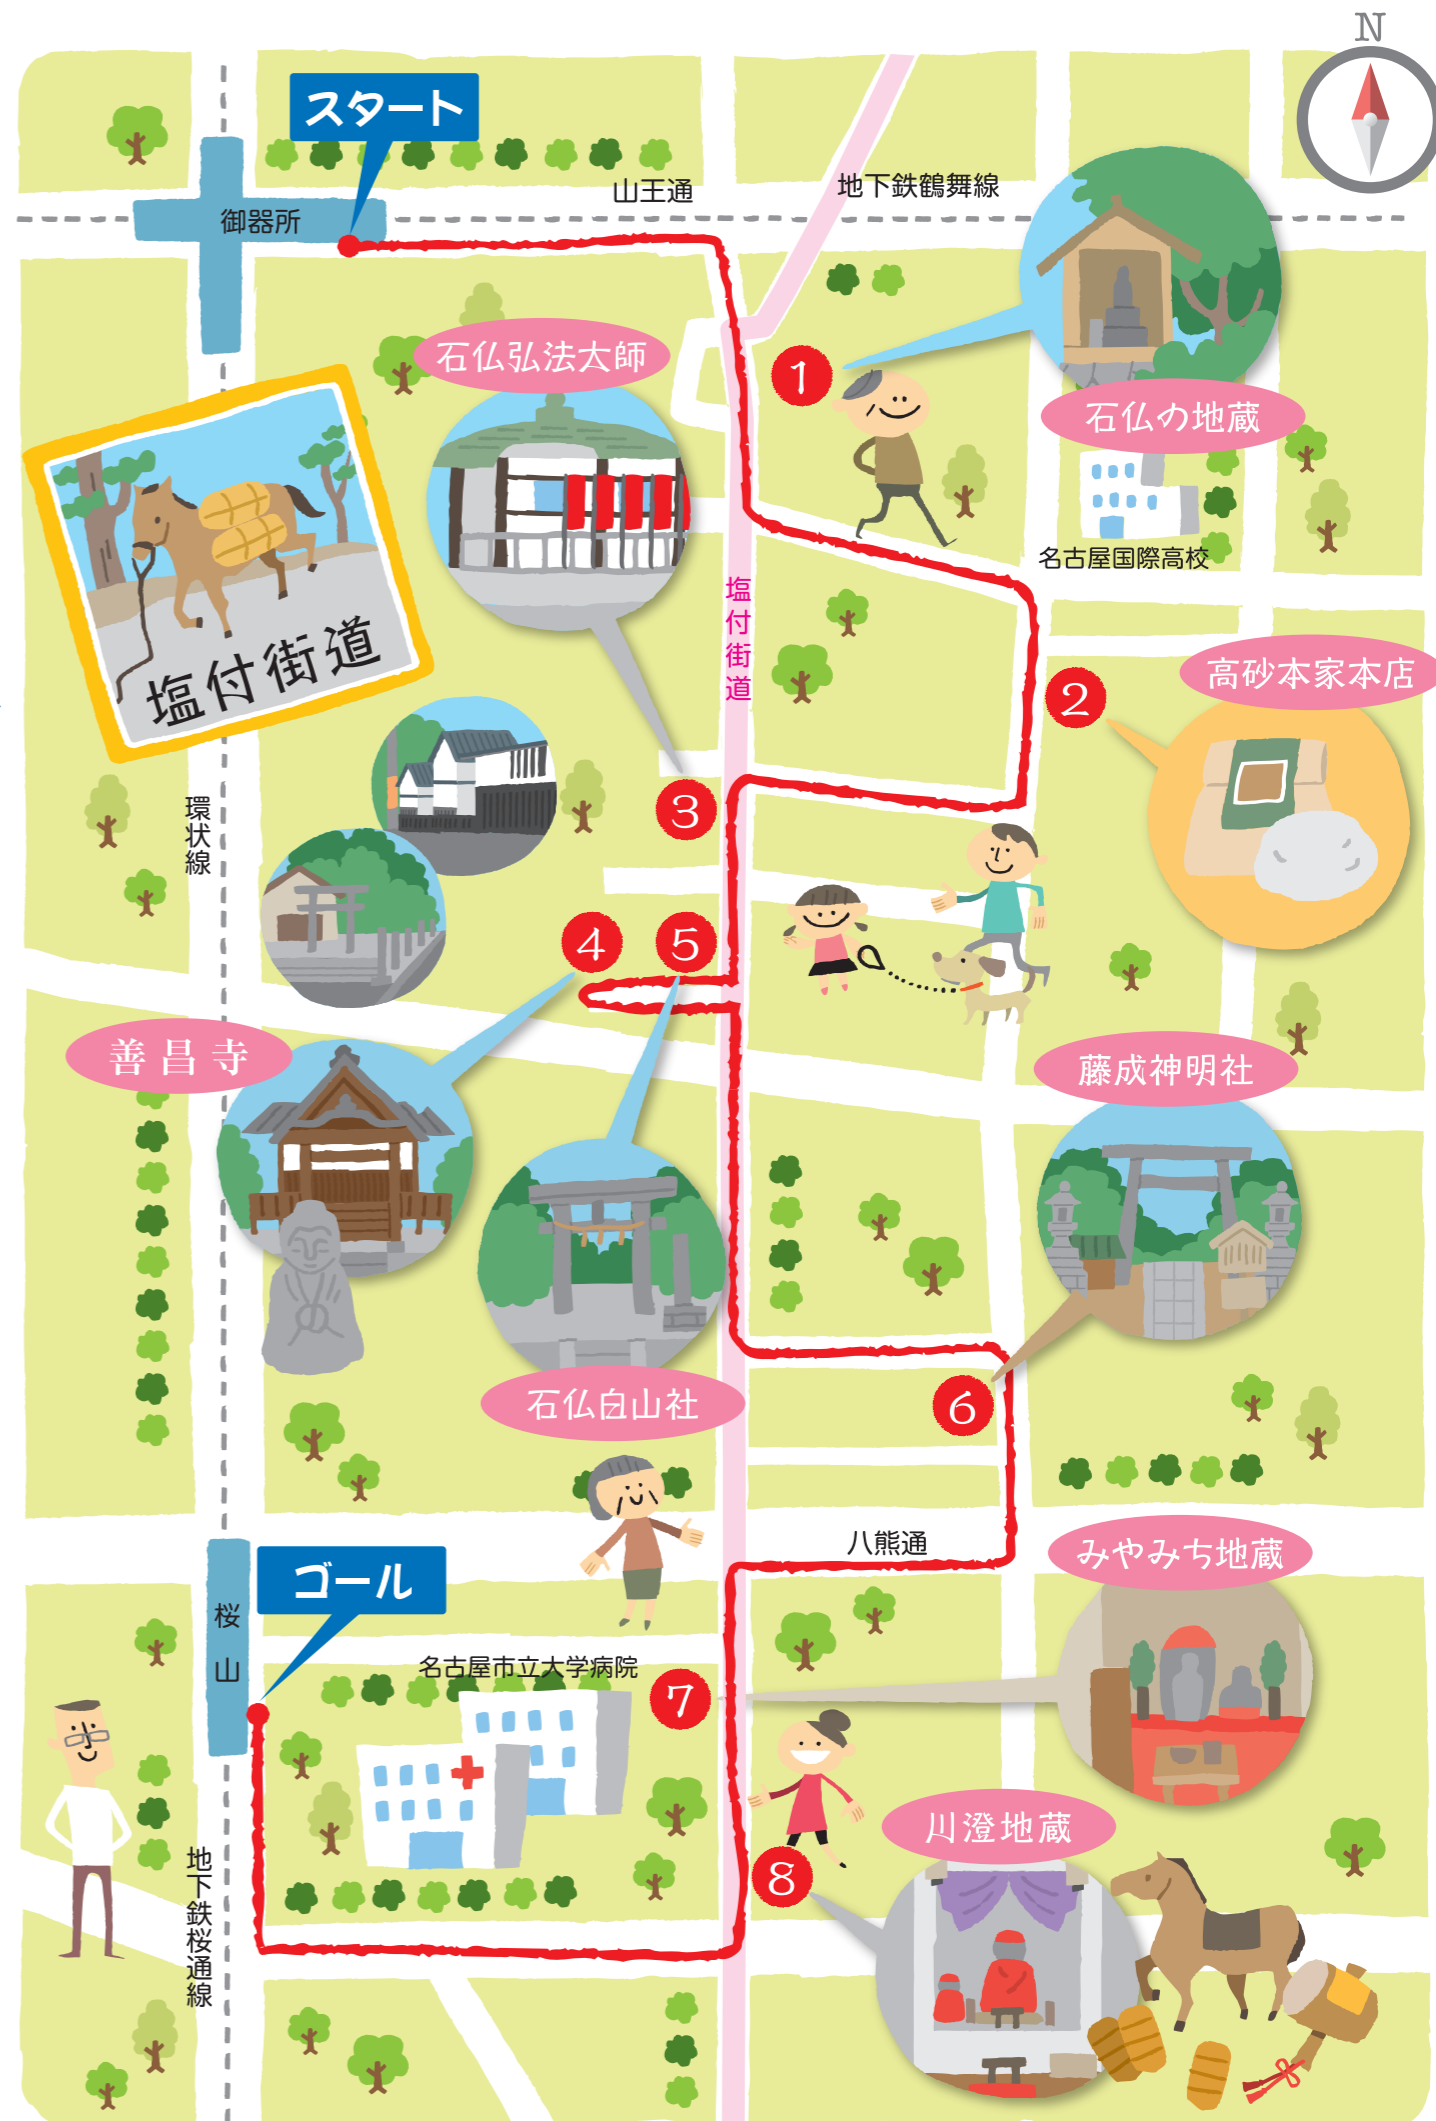 N
スタート
山王通
地下鉄鶴舞線
御器所
石仏弘法大師
1
石仏の地蔵
名古屋国際高校
塩付街道
塩付街道
2
高砂本家本店
環状線
3
4
5
善昌寺
藤成神明社
石仏白山社
6
八熊通
みやみち地蔵
ゴール
桜山
名古屋市立大学病院
7
川澄地蔵
8
地下鉄桜通線